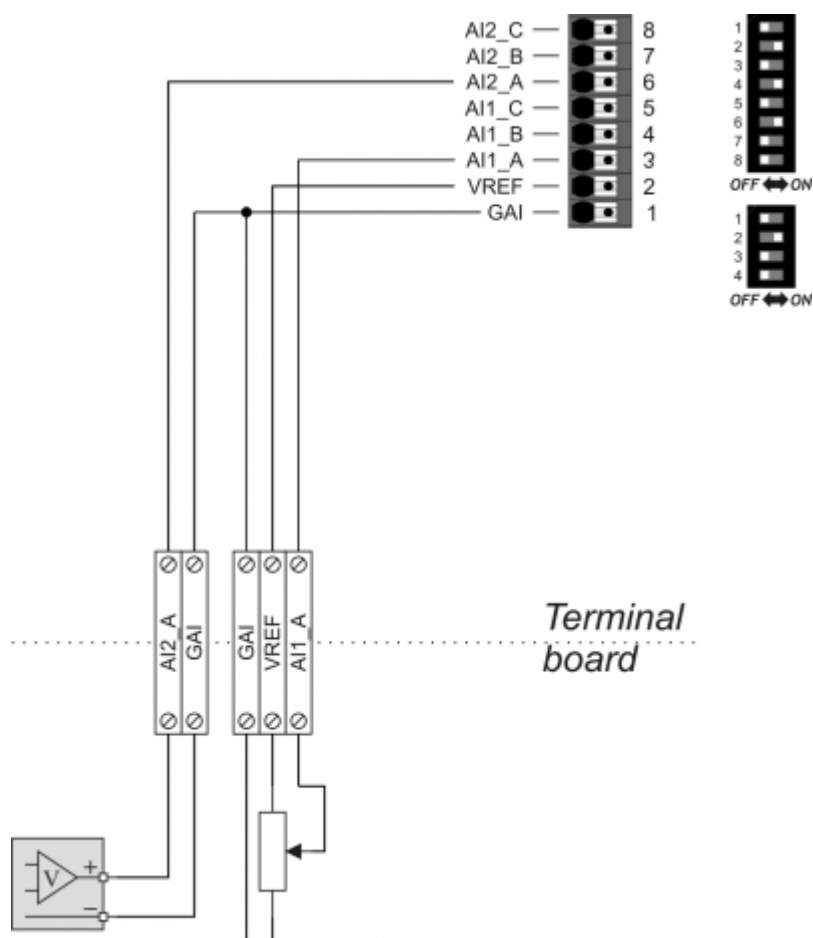 AI2_C 8
AI2_B 7
AI2_A 6
AI1_C 5
AI1_B 4
AI1_A 3
VREF 2
GAI 1
1
2
3
4
5
6
7
8
OFF ON
1
2
3
4
OFF ON
AI2_A
GAI
GAI
VREF
AI1_A
Terminal
board
V
+
−